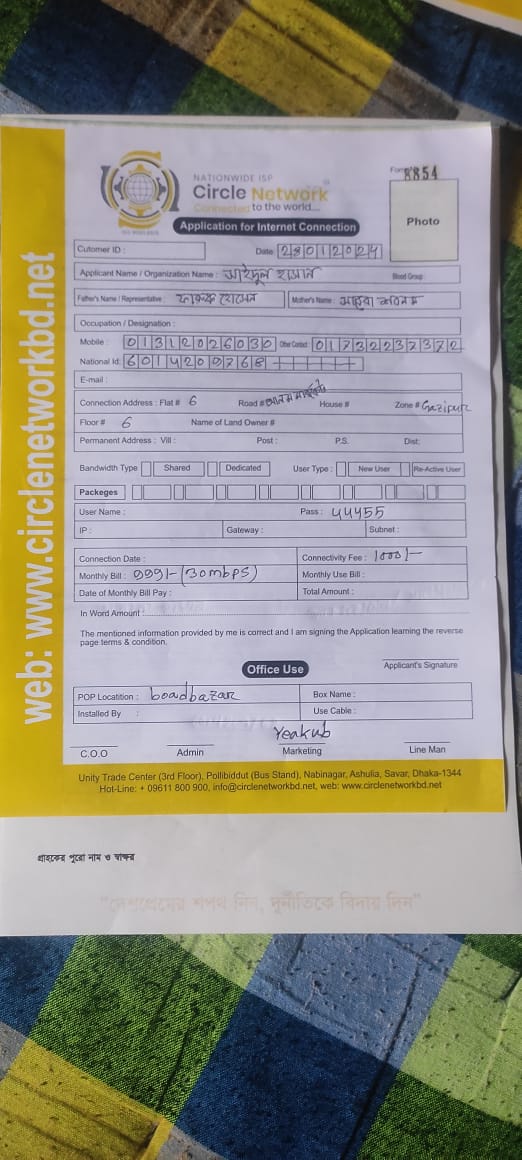 web: www.circlenetworkbd.net
NATIONWIDE ISP
Circle Network
Connected to the world...
Form 8854
Photo
Application for Internet Connection
Cutomer ID :
Date 28012024
Applicant Name / Organization Name : হাসান
Blood Group:
Father's Name / Representative : হোসেন
Mother's Name :
Occupation / Designation :
Mobile : 01312026030 Other Contact : 01732237372
National Id: 6014209768
E-mail :
Connection Address : Flat # 6 Road # House # Zone # Gazipur
Floor # 6 Name of Land Owner #
Permanent Address : Vill : Post : P.S. Dist:
Bandwidth Type Shared Dedicated User Type : New User Re-Active User
Packeges
User Name : Pass : 44455
IP : Gateway : Subnet :
Connection Date : Connectivity Fee : 1000/-
Monthly Bill : 999/- (30mbps) Monthly Use Bill :
Date of Monthly Bill Pay : Total Amount :
In Word Amount :
The mentioned information provided by me is correct and I am signing the Application learning the reverse
page terms & condition.
Office Use
Applicant's Signature
POP Locatition : boadbazar Box Name :
Installed By : Use Cable :
Yeakub
C.O.O Admin Marketing Line Man
Unity Trade Center (3rd Floor), Pollibiddut (Bus Stand), Nabinagar, Ashulia, Savar, Dhaka-1344
Hot-Line: + 09611 800 900, info@circlenetworkbd.net, web: www.circlenetworkbd.net
গ্রাহকের পুরো নাম ও স্বাক্ষর
“দেশপ্রেমের শপথ নিন, দুর্নীতিকে বিদায় দিন”